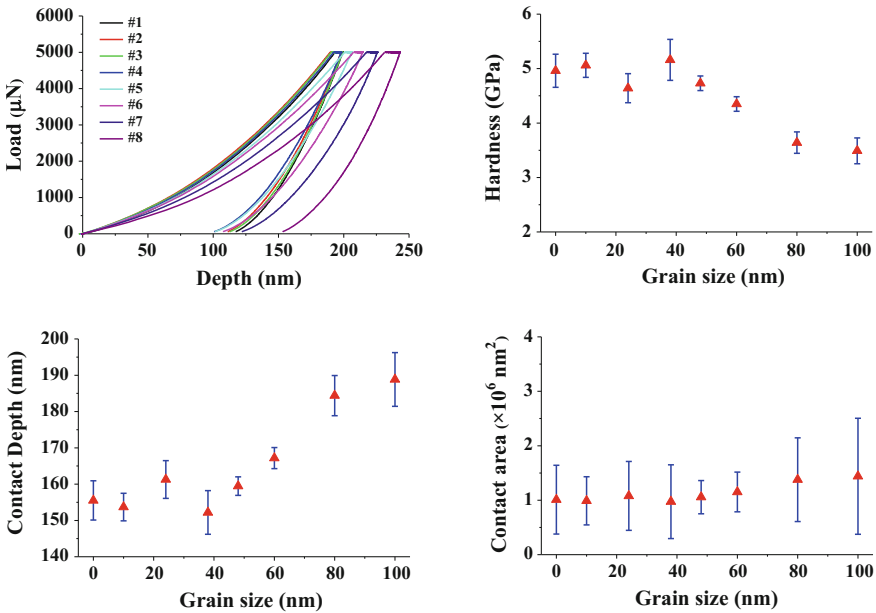 6000
5000
4000
3000
2000
1000
0
Load (μN)
#1
#2
#3
#4
#5
#6
#7
#8
0 50 100 150 200 250
Depth (nm)
6
5
4
3
2
Hardness (GPa)
0 20 40 60 80 100
Grain size (nm)
200
190
180
170
160
150
140
Contact Depth (nm)
0 20 40 60 80 100
Grain size (nm)
4
3
2
1
0
Contact area (×10⁶ nm²)
0 20 40 60 80 100
Grain size (nm)